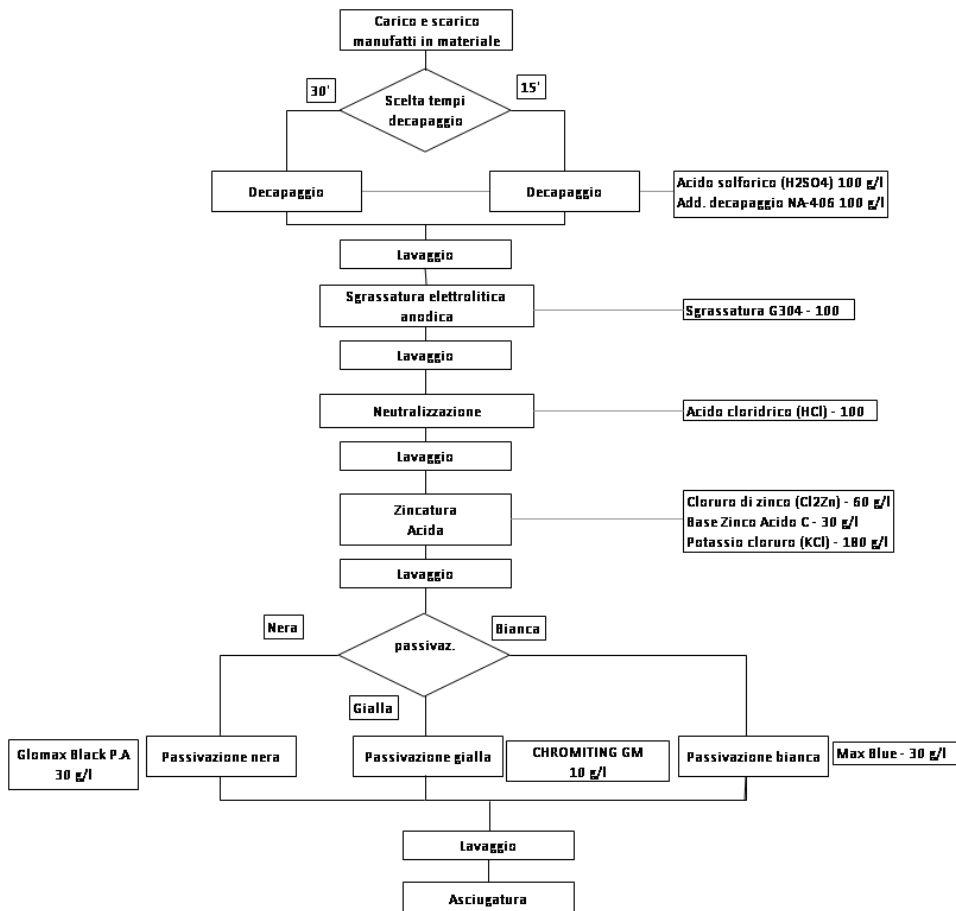 Carico e scarico
manufatti in materiale
30'
15'
Scelta tempi
decapaggio
Decapaggio
Decapaggio
Acido solforico (H2SO4) 100 g/l
Add. decapaggio NA-406 100 g/l
Lavaggio
Sgrassatura elettrolitica
anodica
Sgrassatura G304 - 100
Lavaggio
Neutralizzazione
Acido cloridrico (HCl) - 100
Lavaggio
Zincatura
Acida
Cloruro di zinco (Cl2Zn) - 60 g/l
Base Zinco Acido C - 30 g/l
Potassio cloruro (KCl) - 180 g/l
Lavaggio
Nera
passivaz.
Bianca
Gialla
Glomax Black P.A
30 g/l
Passivazione nera
Passivazione gialla
CHROMITING GM
10 g/l
Passivazione bianca
Max Blue - 30 g/l
Lavaggio
Asciugatura